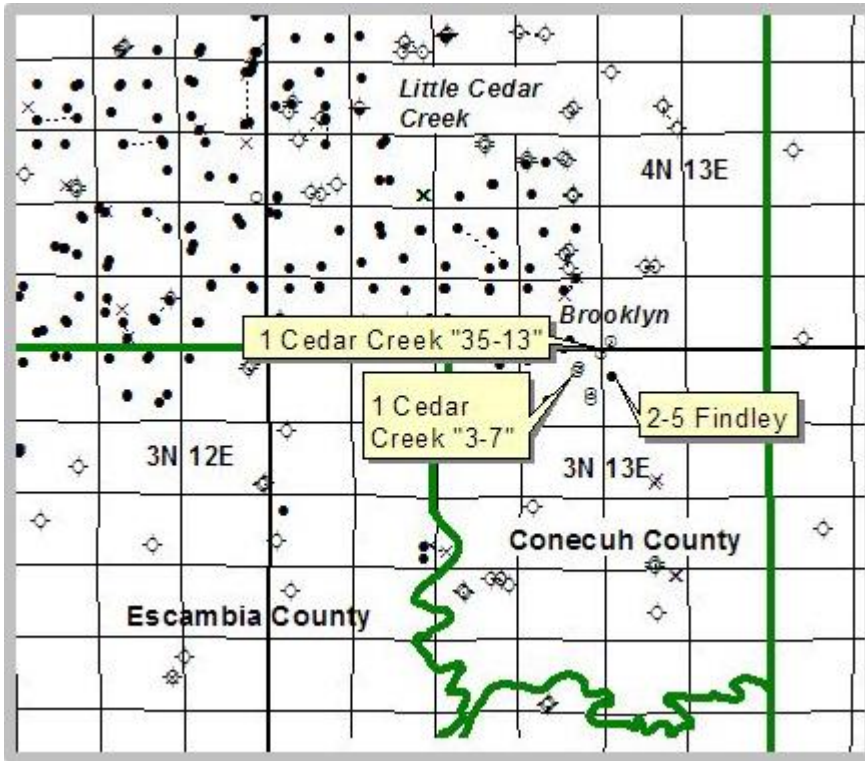 Little Cedar
Creek
4N 13E
Brooklyn
1 Cedar Creek "35-13"
1 Cedar
Creek "3-7"
2-5 Findley
3N 12E
3N 13E
Conecuh County
Escambia County